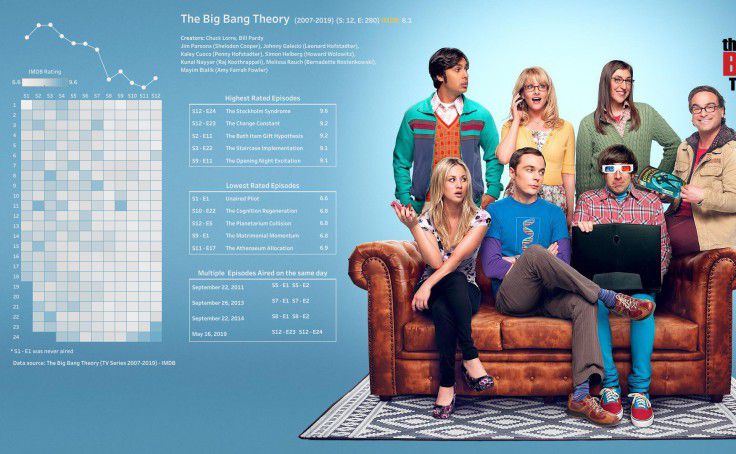 The Big Bang Theory (2007-2019) (S: 12, E: 280) IMDB: 8.1
Creators: Chuck Lorre, Bill Pardy
Jim Parsons (Sheldon Cooper), Johnny Galecki (Leonard Hofstadter),
Kaley Cuoco (Penny Hofstadter), Simon Helberg (Howard Wolowitz),
Kunal Nayyar (Raj Koothrappali), Melissa Rauch (Bernadette Rostenkowski),
Mayim Bialik (Amy Farrah Fowler)
IMDB Rating
6.6 9.6
S1 S2 S3 S4 S5 S6 S7 S8 S9 S10 S11 S12
1
2
3
4
5
6
7
8
9
10
11
12
13
14
15
16
17
18
19
20
21
22
23
24
* S1 - E1 was never aired
Data source: The Big Bang Theory (TV Series 2007-2019) - IMDB
Highest Rated Episodes
S12 - E24 The Stockholm Syndrome 9.6
S12 - E23 The Change Constant 9.2
S2 - E11 The Bath Item Gift Hypothesis 9.2
S3 - E22 The Staircase Implementation 9.1
S9 - E11 The Opening Night Excitation 9.1
Lowest Rated Episodes
S1 - E1 Unaired Pilot 6.6
S10 - E22 The Cognition Regeneration 6.8
S12 - E5 The Planetarium Collision 6.8
S9 - E1 The Matrimonial Momentum 6.8
S11 - E17 The Athenaeum Allocation 6.9
Multiple Episodes Aired on the same day
September 22, 2011 S5 - E1 S5 - E2
September 26, 2013 S7 - E1 S7 - E2
September 22, 2014 S8 - E1 S8 - E2
May 16, 2019 S12 - E23 S12 - E24
the
B
T